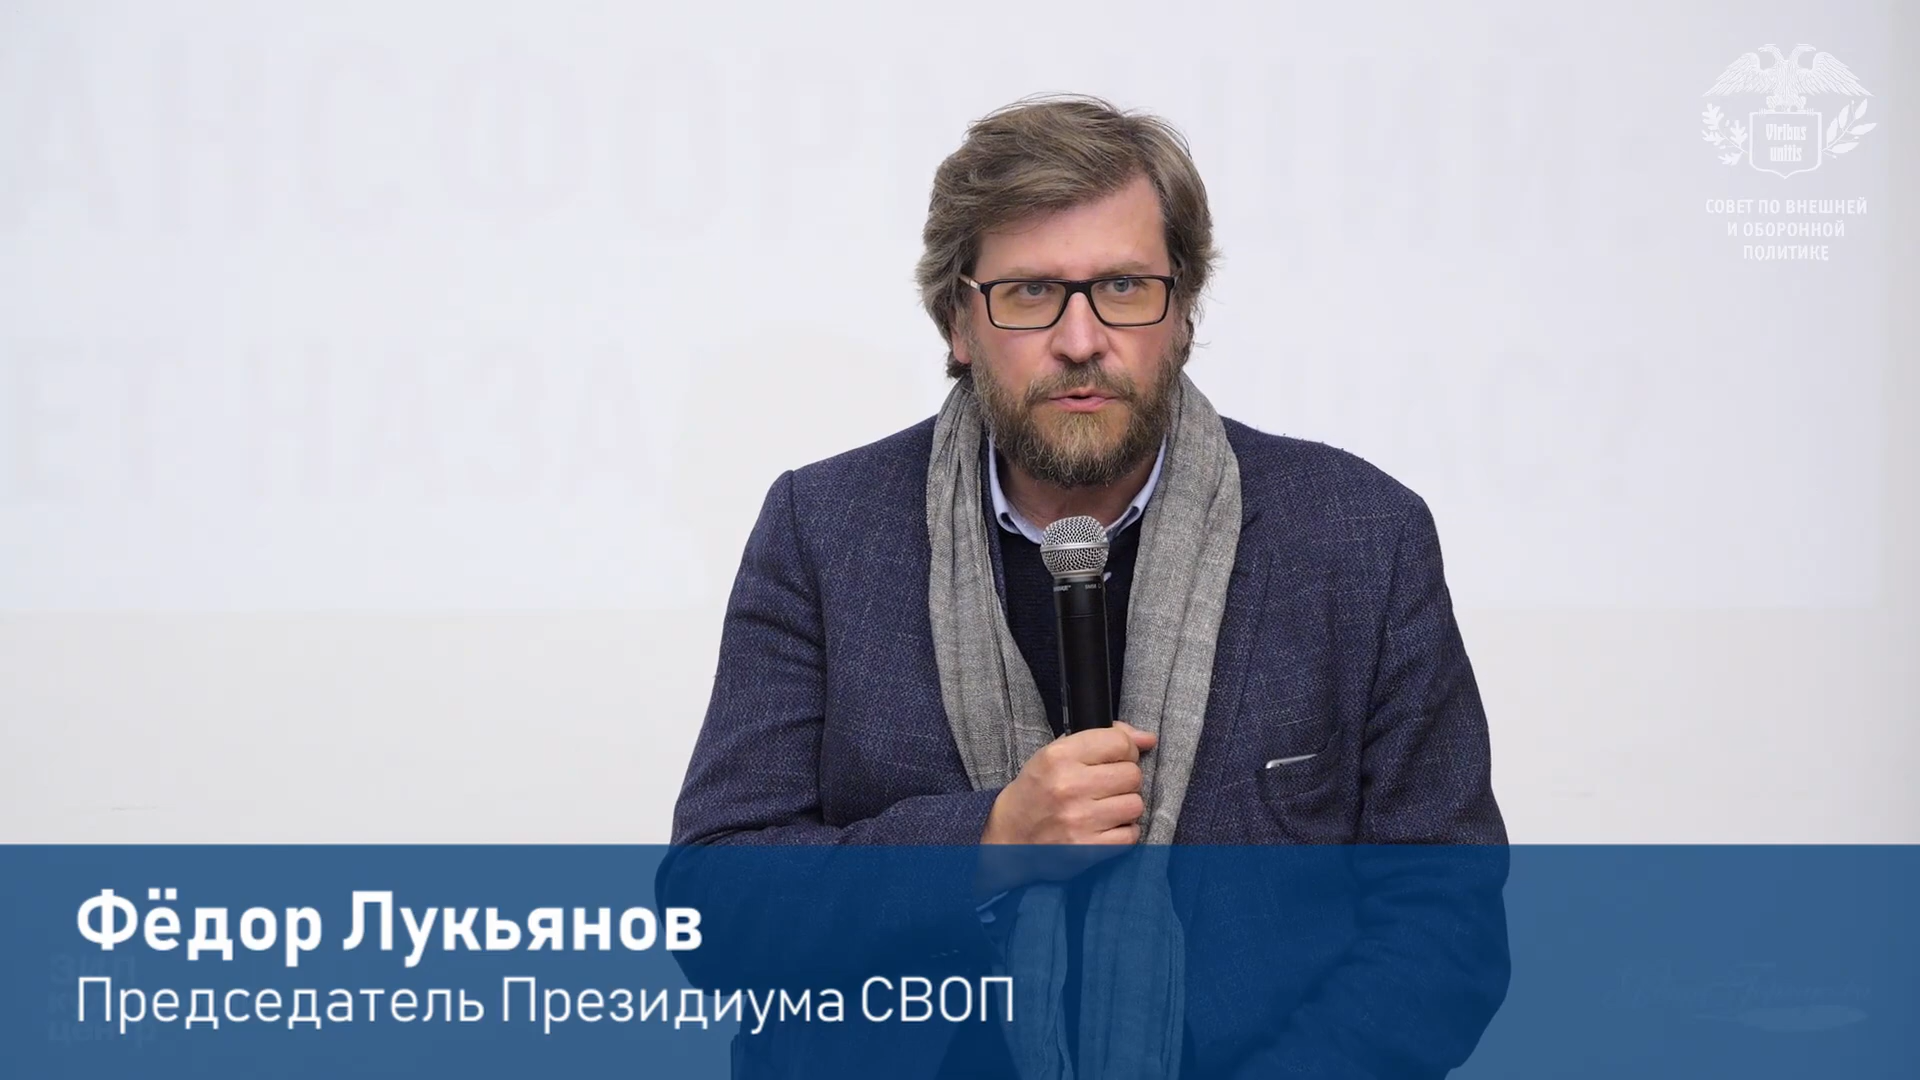 Viribus
unitis
СОВЕТ ПО ВНЕШНЕЙ
И ОБОРОННОЙ
ПОЛИТИКЕ
Фёдор Лукьянов
Председатель Президиума СВОП